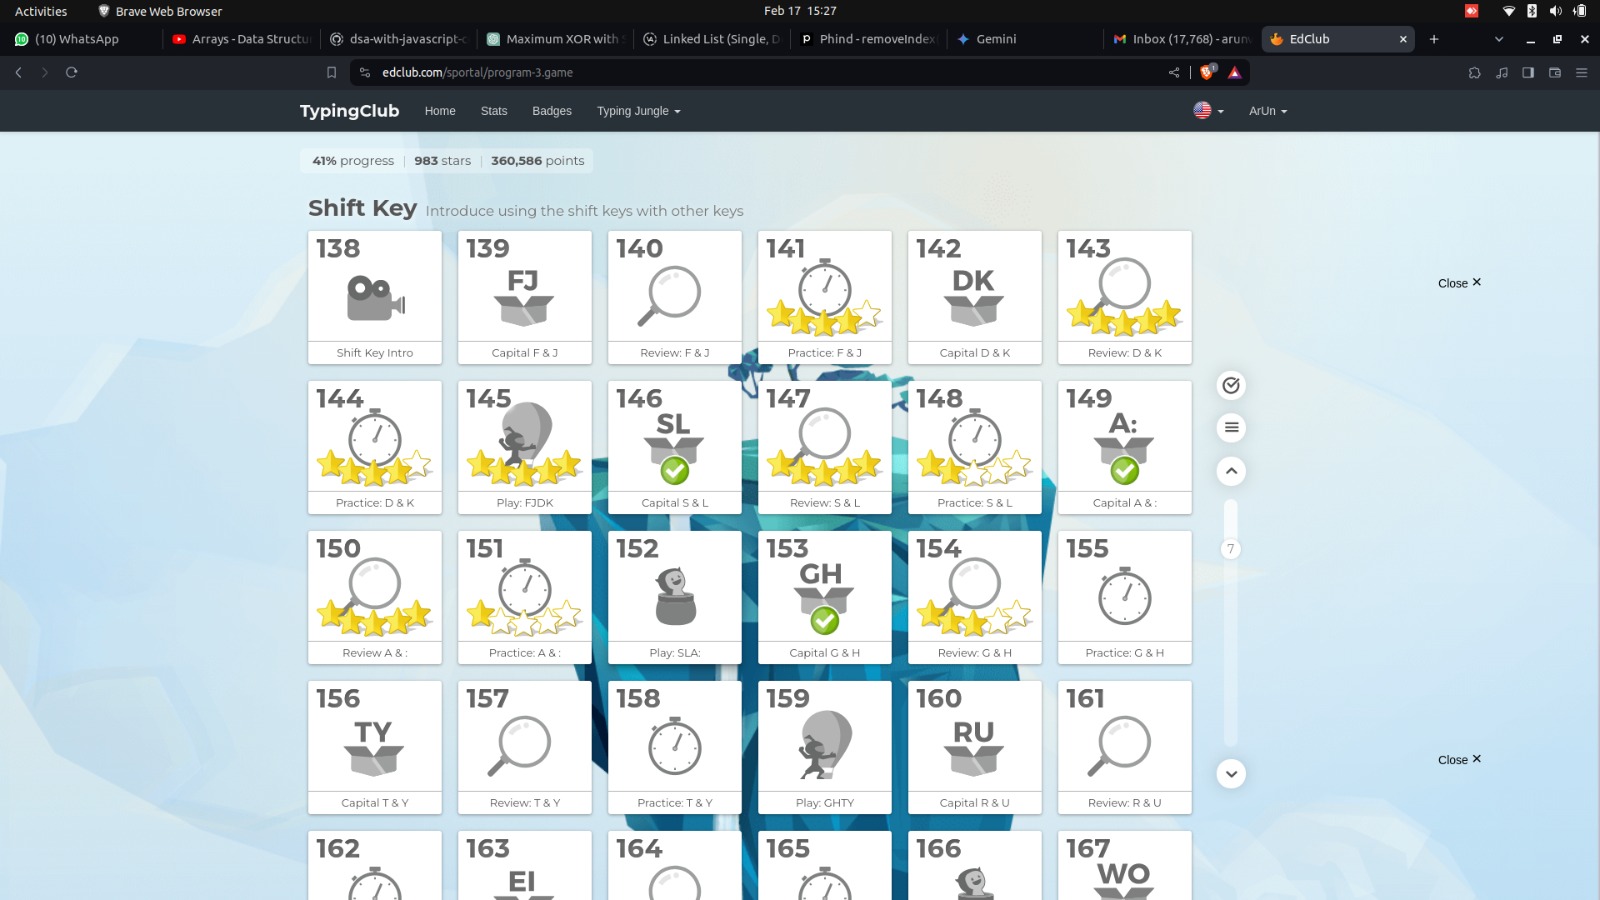 Activities Brave Web Browser Feb 17 15:27
(10) WhatsApp Arrays - Data Structu dsa-with-javascript- Maximum XOR with Linked List (Single, D Phind - removeIndex Gemini Inbox (17,768) - arun EdClub
edclub.com/sportal/program-3.game
TypingClub Home Stats Badges Typing Jungle ArUn
41% progress 983 stars 360,586 points
Shift Key Introduce using the shift keys with other keys
138 139 140 141 142 143
FJ DK
Close ✕
Shift Key Intro Capital F & J Review: F & J Practice: F & J Capital D & K Review: D & K
144 145 146 147 148 149
SL A:
Practice: D & K Play: FJDK Capital S & L Review: S & L Practice: S & L Capital A & :
150 151 152 153 154 155
7
GH
Review A & : Practice: A & : Play: SLA: Capital G & H Review: G & H Practice: G & H
156 157 158 159 160 161
TY RU
Close ✕
Capital T & Y Review: T & Y Practice: T & Y Play: GHTY Capital R & U Review: R & U
162 163 164 165 166 167
EI WO